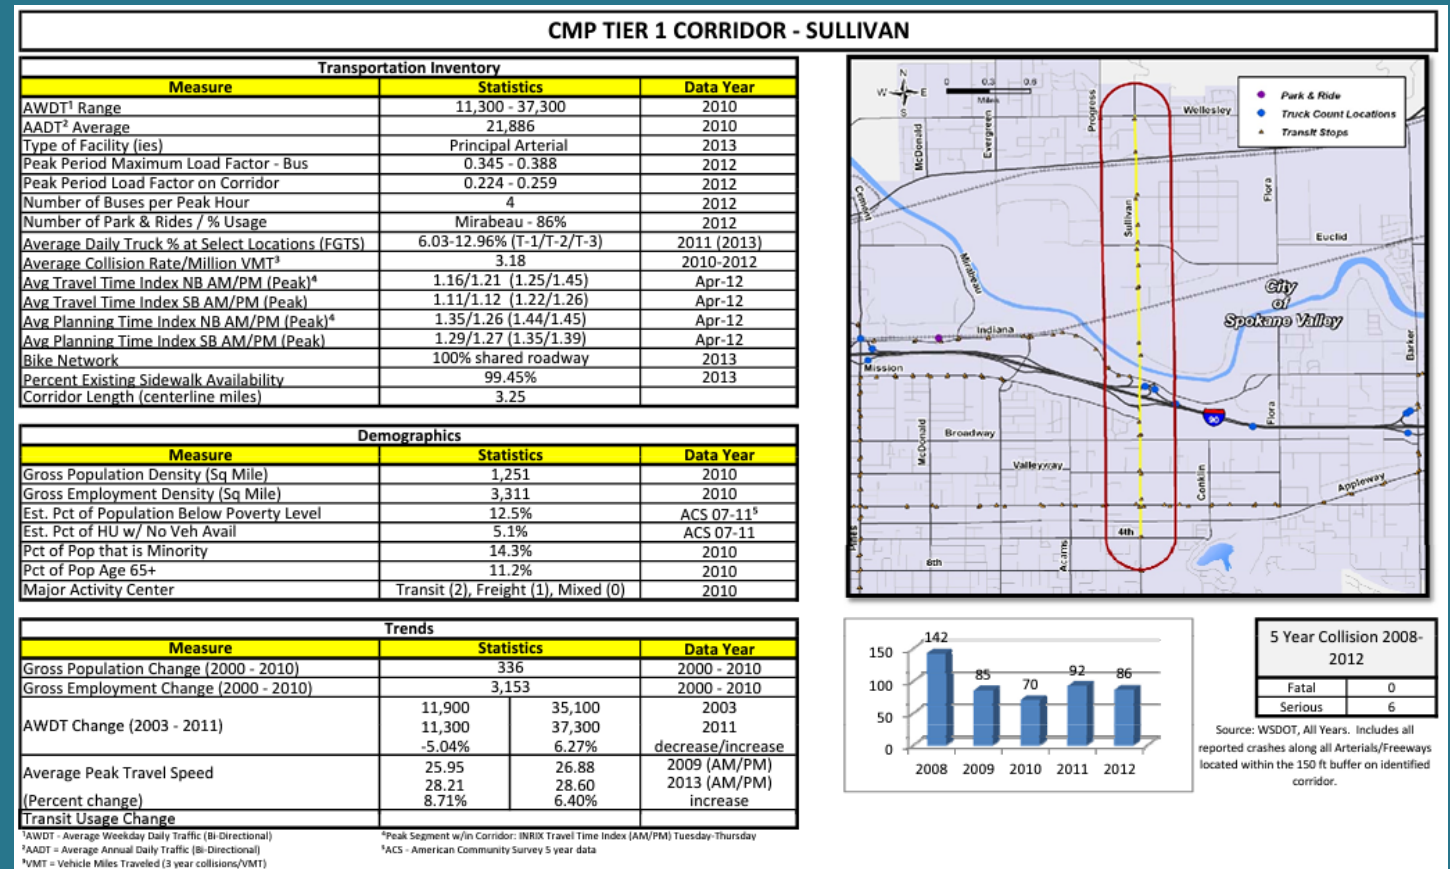 CMP TIER 1 CORRIDOR - SULLIVAN
Transportation Inventory
Measure Statistics Data Year
AWDT¹ Range 11,300 - 37,300 2010
AADT² Average 21,886 2010
Type of Facility (ies) Principal Arterial 2013
Peak Period Maximum Load Factor - Bus 0.345 - 0.388 2012
Peak Period Load Factor on Corridor 0.224 - 0.259 2012
Number of Buses per Peak Hour 4 2012
Number of Park & Rides / % Usage Mirabeau - 86% 2012
Average Daily Truck % at Select Locations (FGTS) 6.03-12.96% (T-1/T-2/T-3) 2011 (2013)
Average Collision Rate/Million VMT³ 3.18 2010-2012
Avg Travel Time Index NB AM/PM (Peak)⁴ 1.16/1.21 (1.25/1.45) Apr-12
Avg Travel Time Index SB AM/PM (Peak) 1.11/1.12 (1.22/1.26) Apr-12
Avg Planning Time Index NB AM/PM (Peak)⁴ 1.35/1.26 (1.44/1.45) Apr-12
Avg Planning Time Index SB AM/PM (Peak) 1.29/1.27 (1.35/1.39) Apr-12
Bike Network 100% shared roadway 2013
Percent Existing Sidewalk Availability 99.45% 2013
Corridor Length (centerline miles) 3.25
Demographics
Measure Statistics Data Year
Gross Population Density (Sq Mile) 1,251 2010
Gross Employment Density (Sq Mile) 3,311 2010
Est. Pct of Population Below Poverty Level 12.5% ACS 07-11⁵
Est. Pct of HU w/ No Veh Avail 5.1% ACS 07-11
Pct of Pop that is Minority 14.3% 2010
Pct of Pop Age 65+ 11.2% 2010
Major Activity Center Transit (2), Freight (1), Mixed (0) 2010
Trends
Measure Statistics Data Year
Gross Population Change (2000 - 2010) 336 2000 - 2010
Gross Employment Change (2000 - 2010) 3,153 2000 - 2010
11,900 35,100 2003
AWDT Change (2003 - 2011) 11,300 37,300 2011
-5.04% 6.27% decrease/increase
Average Peak Travel Speed 25.95 26.88 2009 (AM/PM)
28.21 28.60 2013 (AM/PM)
(Percent change) 8.71% 6.40% increase
Transit Usage Change
¹AWDT - Average Weekday Daily Traffic (Bi-Directional)
²AADT = Average Annual Daily Traffic (Bi-Directional)
³VMT = Vehicle Miles Traveled (3 year collisions/VMT)
⁴Peak Segment w/in Corridor: INRIX Travel Time Index (AM/PM) Tuesday-Thursday
⁵ACS - American Community Survey 5 year data
N
W E
S
0 0.3 0.6
Miles
Park & Ride
Truck Count Locations
Transit Stops
Progress
Wellesley
McDonald
Evergreen
Cement
Sullivan
Flora
Euclid
Mirabeau
City
of
Spokane Valley
Indiana
Barker
Mission
90
Flora
McDonald
Broadway
Valleyway
Conklin
Appleway
Pines
4th
8th
Adams
150
100
50
0
142
85
70
92
86
2008 2009 2010 2011 2012
5 Year Collision 2008-
2012
Fatal 0
Serious 6
Source: WSDOT, All Years. Includes all
reported crashes along all Arterials/Freeways
located within the 150 ft buffer on identified
corridor.